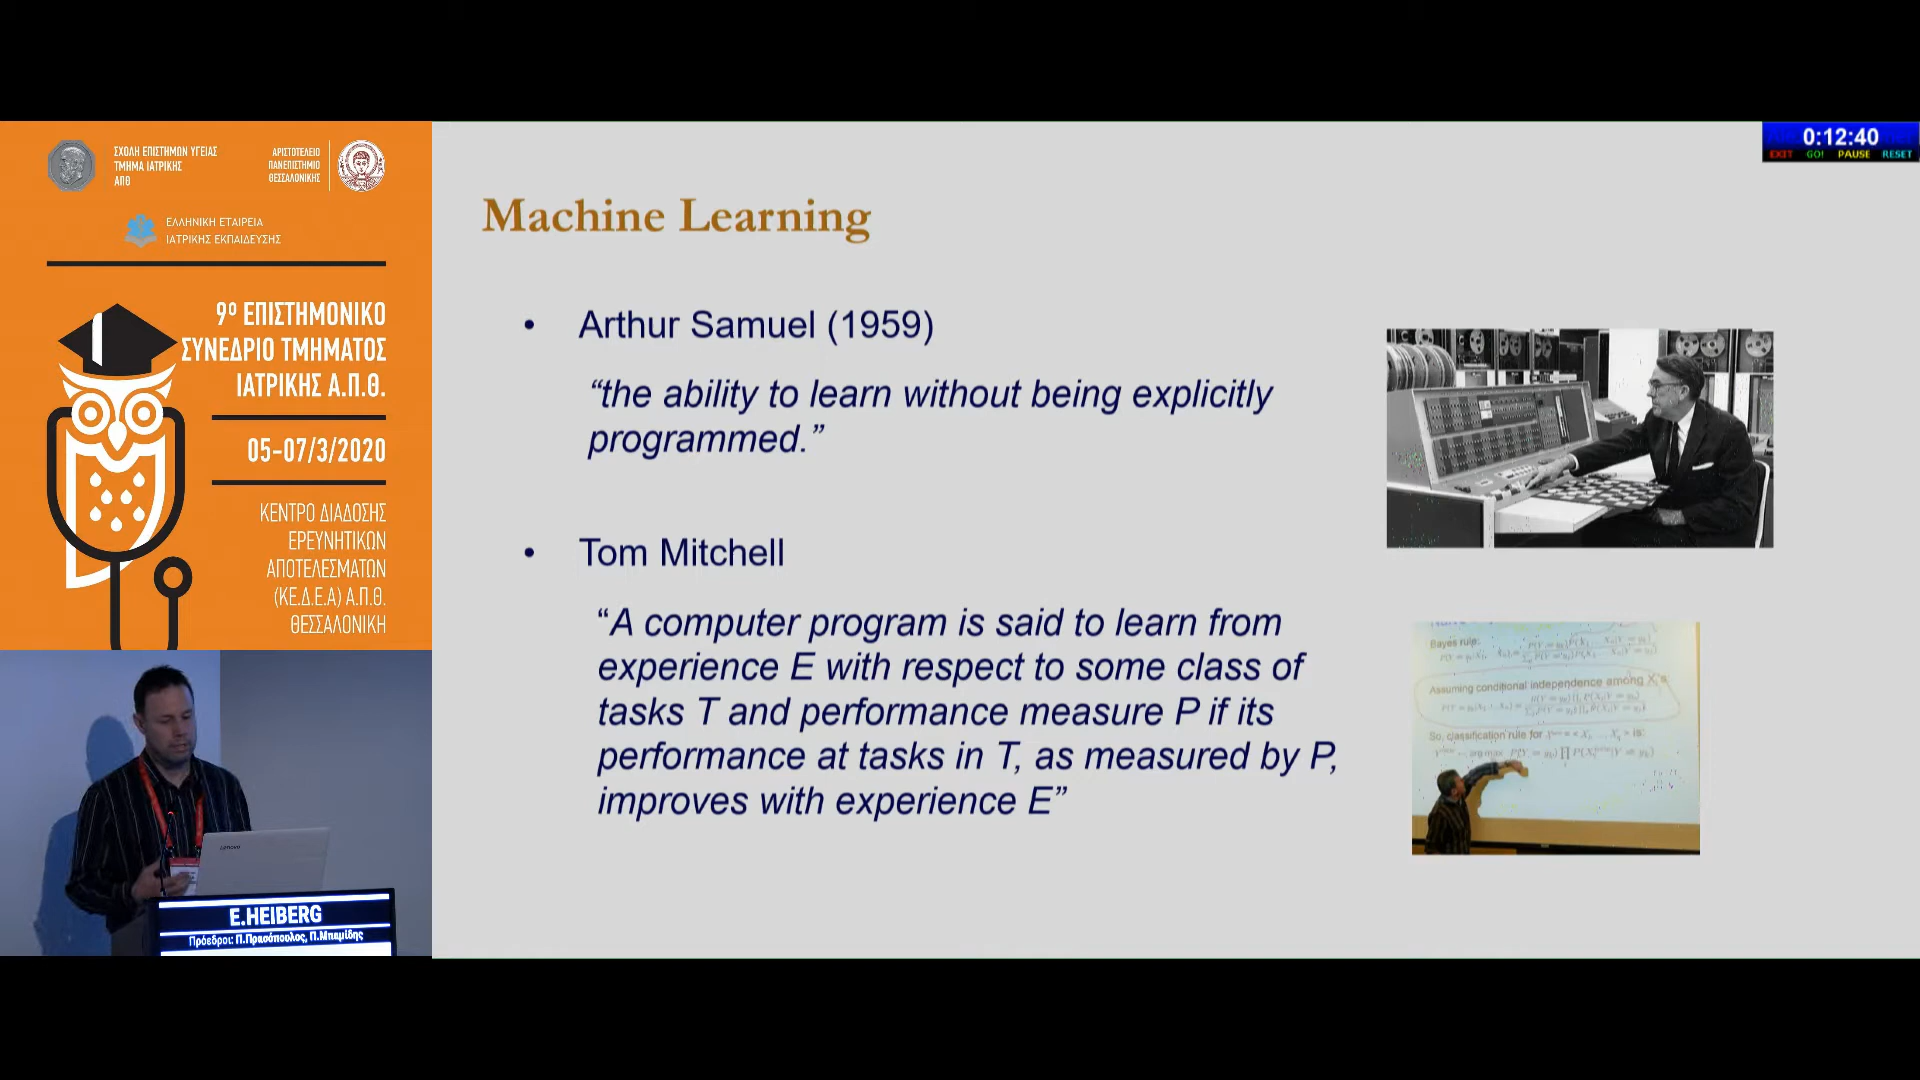 ΣΧΟΛΗ ΕΠΙΣΤΗΜΩΝ ΥΓΕΙΑΣ
ΤΜΗΜΑ ΙΑΤΡΙΚΗΣ
ΑΠΘ
ΑΡΙΣΤΟΤΕΛΕΙΟ
ΠΑΝΕΠΙΣΤΗΜΙΟ
ΘΕΣΣΑΛΟΝΙΚΗΣ
ΕΛΛΗΝΙΚΗ ΕΤΑΙΡΕΙΑ
ΙΑΤΡΙΚΗΣ ΕΚΠΑΙΔΕΥΣΗΣ
9º ΕΠΙΣΤΗΜΟΝΙΚΟ
ΣΥΝΕΔΡΙΟ ΤΜΗΜΑΤΟΣ
ΙΑΤΡΙΚΗΣ Α.Π.Θ.
05-07/3/2020
ΚΕΝΤΡΟ ΔΙΑΔΟΣΗΣ
ΕΡΕΥΝΗΤΙΚΩΝ
ΑΠΟΤΕΛΕΣΜΑΤΩΝ
(ΚΕ.Δ.Ε.Α) Α.Π.Θ.
ΘΕΣΣΑΛΟΝΙΚΗ
lenovo
E.HEIBERG
Πρόεδροι: Π.Πρασόπουλος, Π.Μπαμίδης
0:12:40
EXIT GO! PAUSE RESET
Machine Learning
• Arthur Samuel (1959)
“the ability to learn without being explicitly
programmed.”
• Tom Mitchell
“A computer program is said to learn from
experience E with respect to some class of
tasks T and performance measure P if its
performance at tasks in T, as measured by P,
improves with experience E”
Bayes rule:
Assuming conditional independence among
So, classification rule for